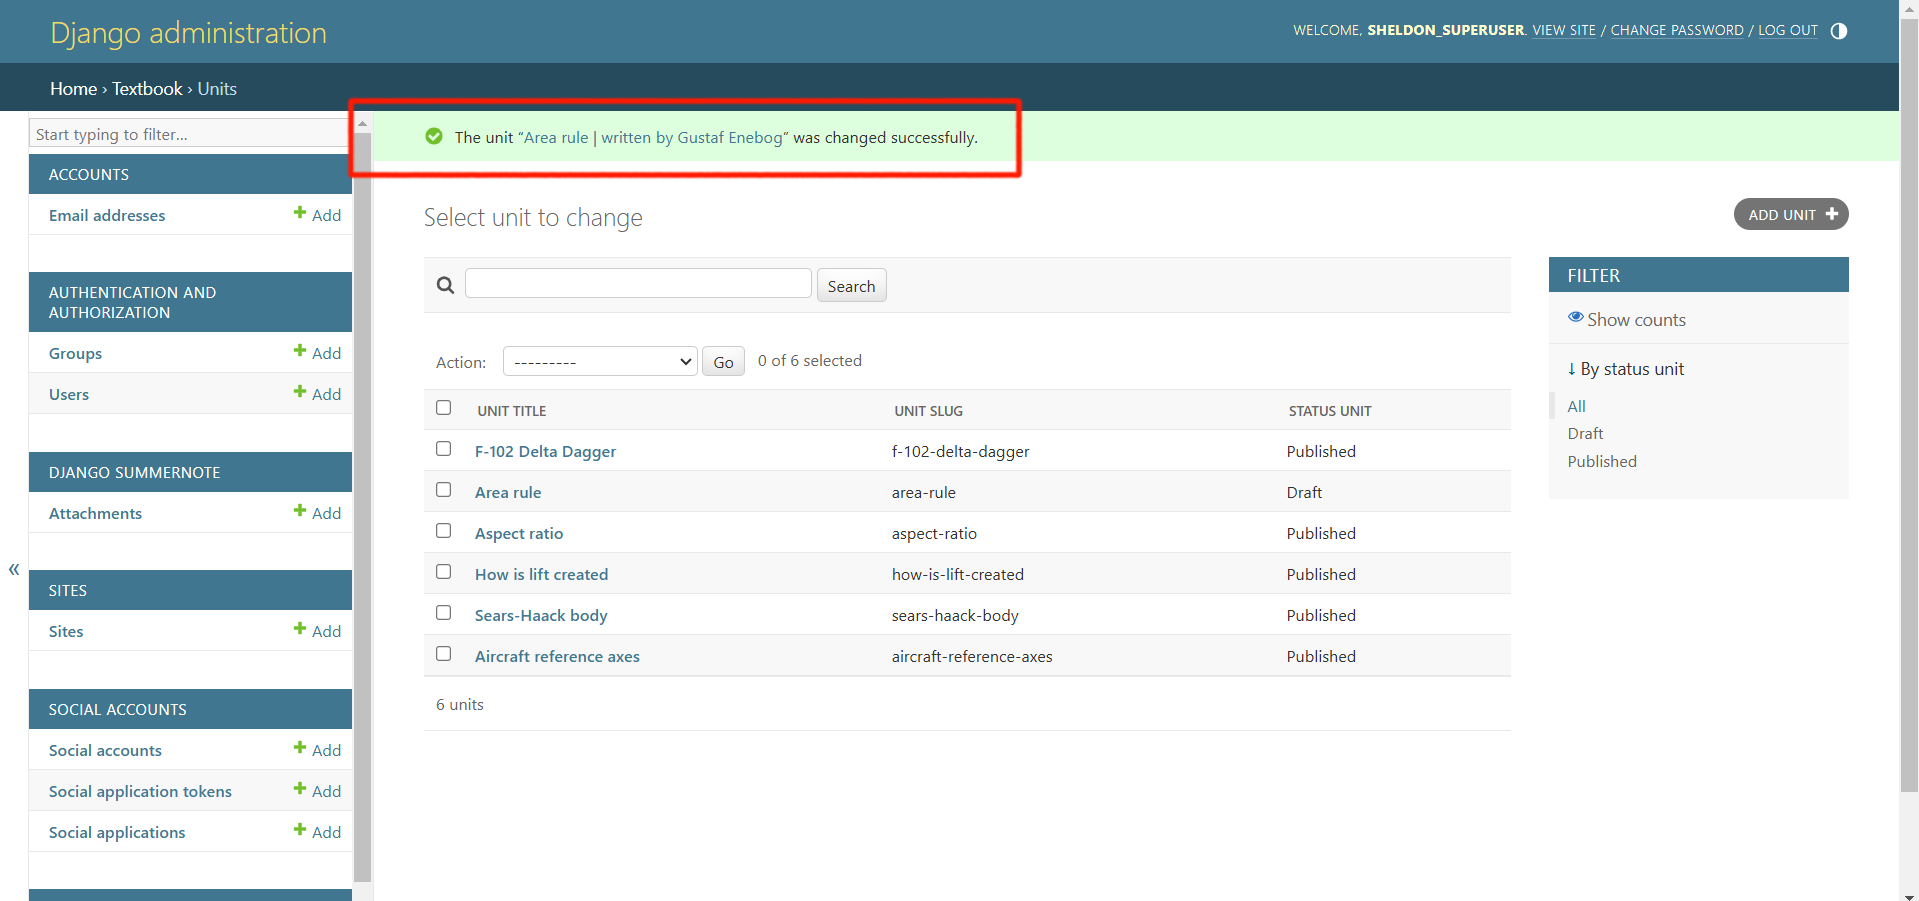 Django administration
WELCOME, SHELDON_SUPERUSER. VIEW SITE / CHANGE PASSWORD / LOG OUT
Home › Textbook › Units
Start typing to filter...
ACCOUNTS
Email addresses
Add
AUTHENTICATION AND
AUTHORIZATION
Groups
Add
Users
Add
DJANGO SUMMERNOTE
Attachments
Add
SITES
Sites
Add
SOCIAL ACCOUNTS
Social accounts
Add
Social application tokens
Add
Social applications
Add
«
The unit “Area rule | written by Gustaf Enebog” was changed successfully.
Select unit to change
ADD UNIT
Search
Action: --------- Go 0 of 6 selected
UNIT TITLE UNIT SLUG STATUS UNIT
F-102 Delta Dagger f-102-delta-dagger Published
Area rule area-rule Draft
Aspect ratio aspect-ratio Published
How is lift created how-is-lift-created Published
Sears-Haack body sears-haack-body Published
Aircraft reference axes aircraft-reference-axes Published
6 units
FILTER
Show counts
↓ By status unit
All
Draft
Published